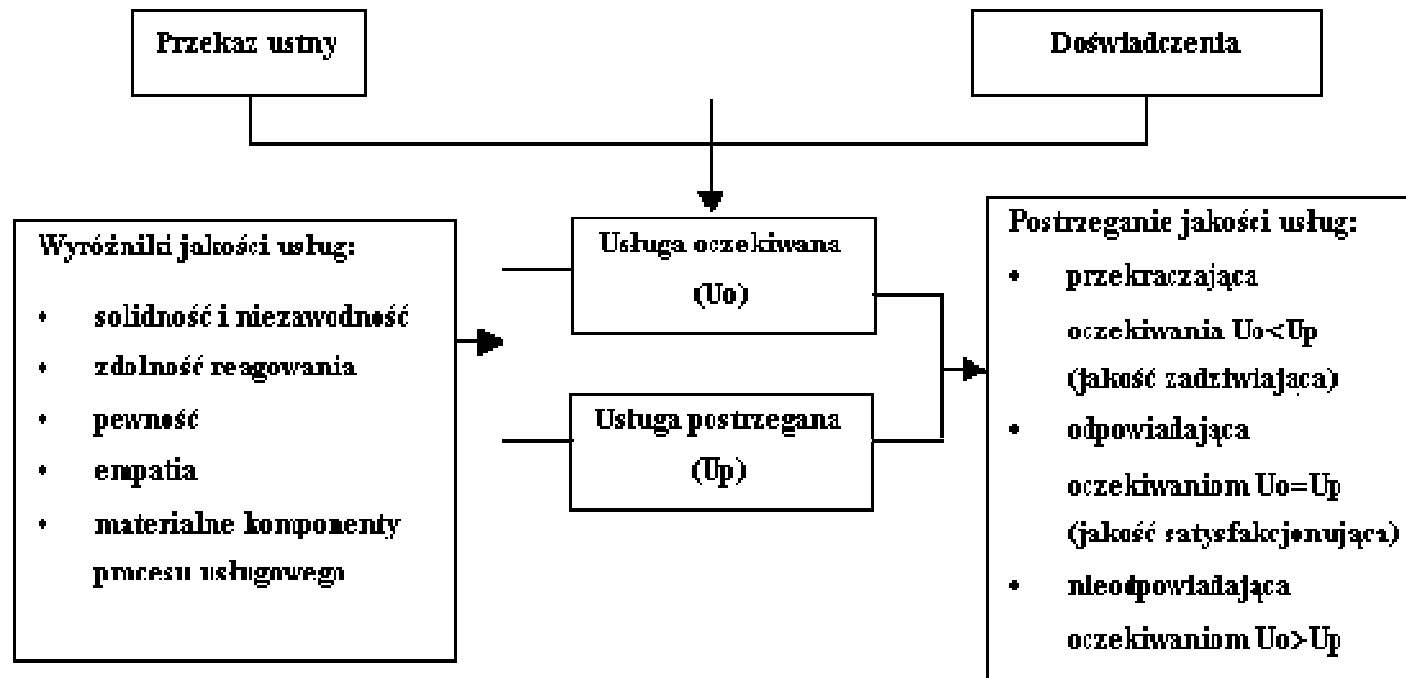 Przekaz ustny
Doświadczenia
Wyróżniki jakości usług:
• solidność i niezawodność
• zdolność reagowania
• pewność
• empatia
• materialne komponenty
procesu usługowego
Usługa oczekiwana
(Uo)
Usługa postrzegana
(Up)
Postrzeganie jakości usług:
• przekraczająca
oczekiwania Uo<Up
(jakość zadziwiająca)
• odpowiadająca
oczekiwaniom Uo=Up
(jakość satysfakcjonująca)
• nieodpowiadająca
oczekiwaniom Uo>Up